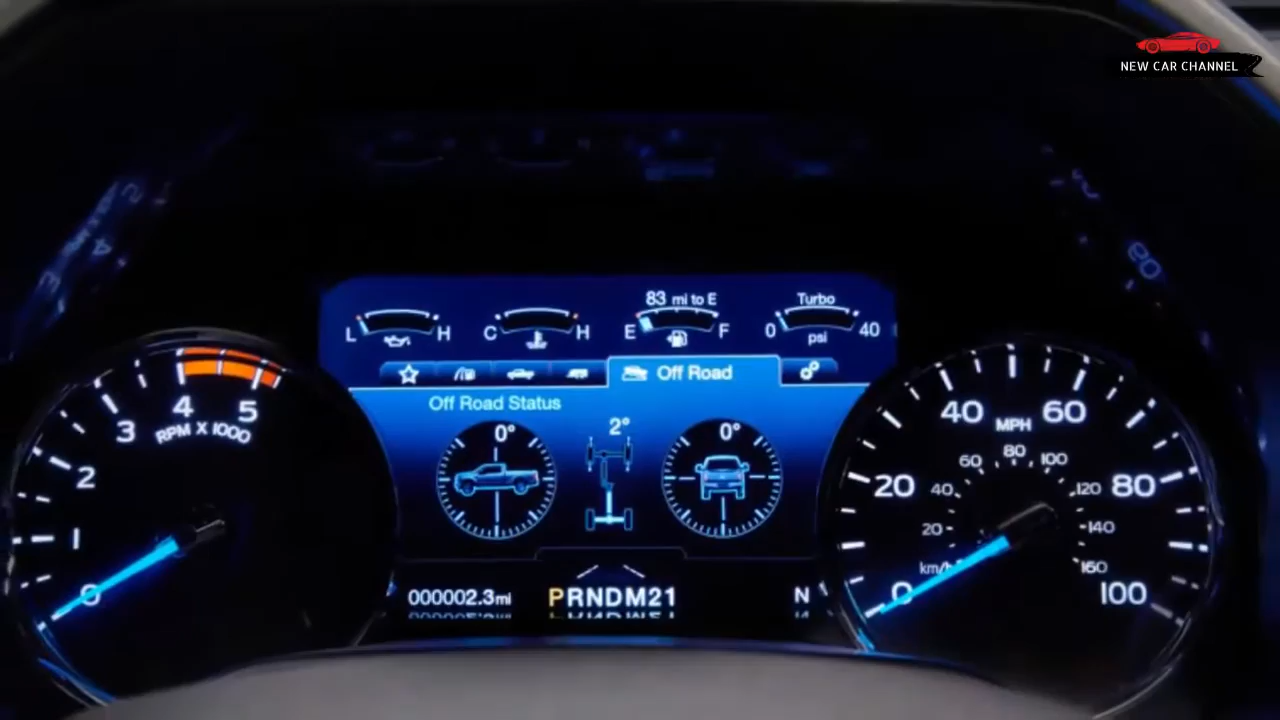 NEW CAR CHANNEL
83 mi to E
Turbo
L H
C H
E F
0 40
psi
Off Road
Off Road Status
0°
2°
0°
0 1 2 3 4 5
RPM X 1000
0 20 40 60 80 100
MPH
20 40 60 80 100 120 140 160
km/h
000002.3mi
PRNDM21
N